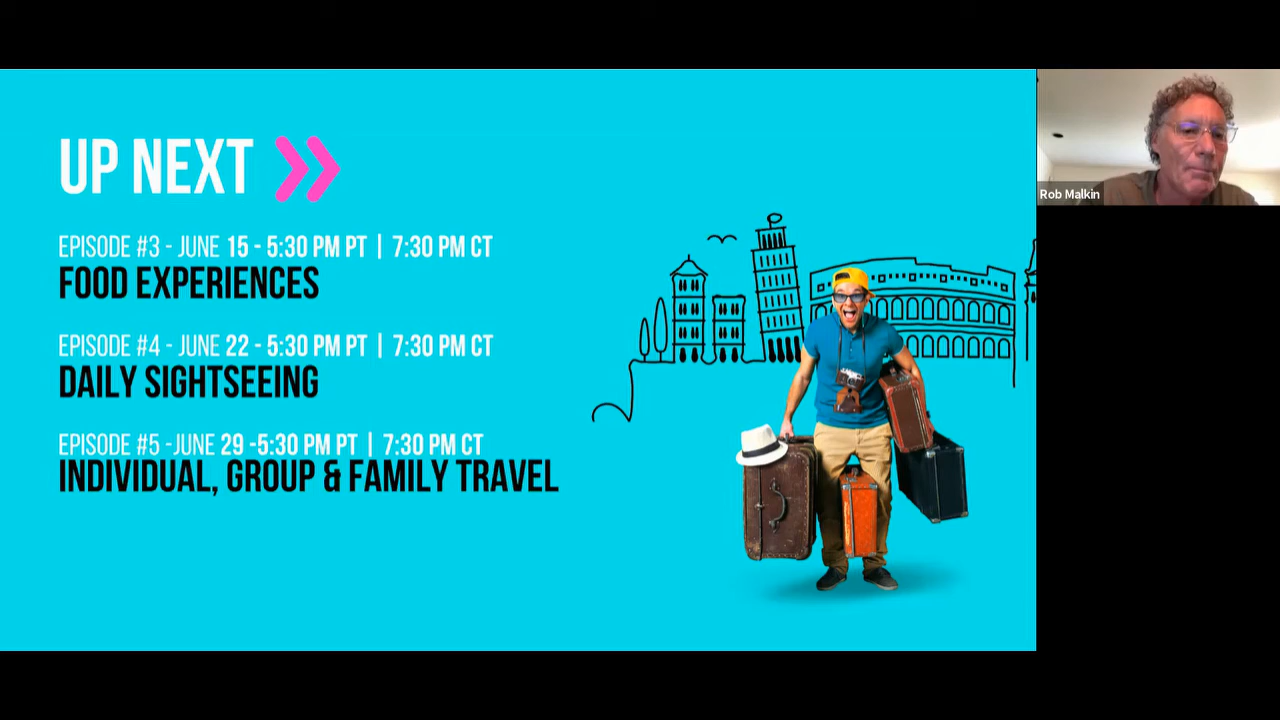 UP NEXT
EPISODE #3 - JUNE 15 - 5:30 PM PT | 7:30 PM CT
FOOD EXPERIENCES
EPISODE #4 - JUNE 22 - 5:30 PM PT | 7:30 PM CT
DAILY SIGHTSEEING
EPISODE #5 -JUNE 29 -5:30 PM PT | 7:30 PM CT
INDIVIDUAL, GROUP & FAMILY TRAVEL
Rob Malkin